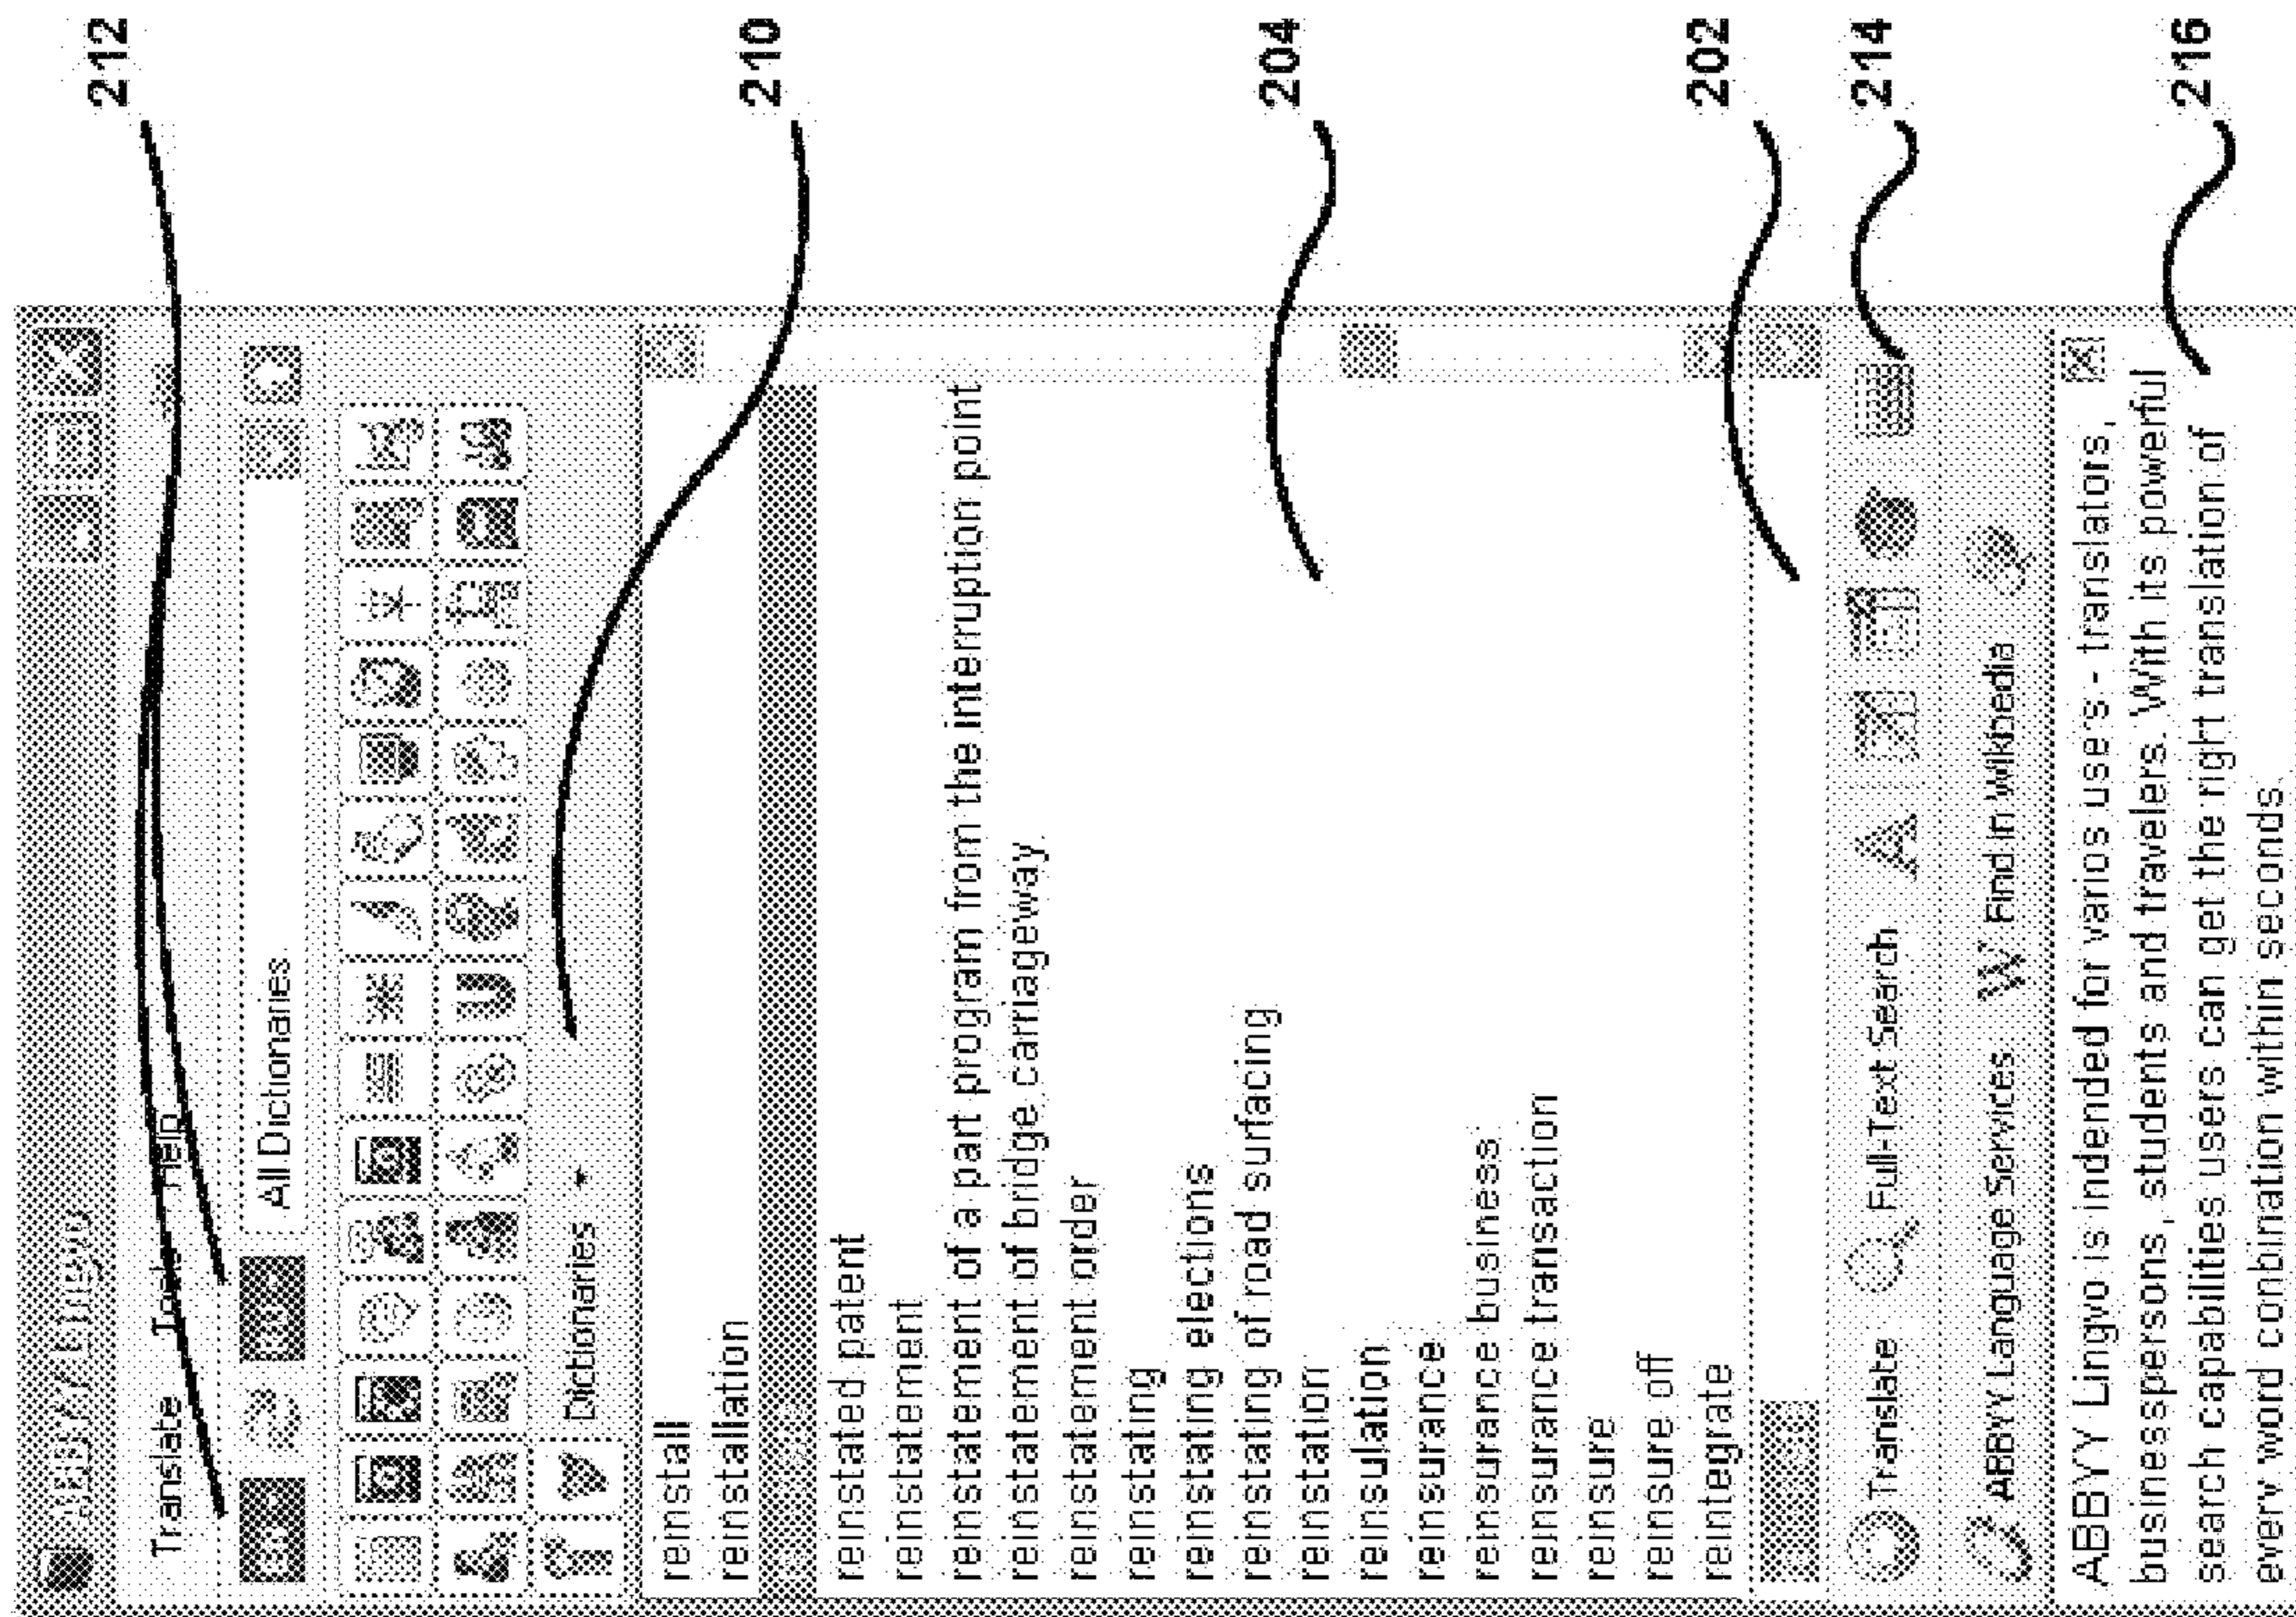 212
210
204
202
214
216
ABBYY Lingvo
Translate Tools Help
All Dictionaries
Dictionaries
reinstall
reinstallation
reinstated patent
reinstatement
reinstatement of a part program from the interruption point
reinstatement of bridge carriageway
reinstatement order
reinstating
reinstating elections
reinstating of road surfacing
reinstation
reinsulation
reinsurance
reinsurance business
reinsurance transaction
reinsure
reinsure off
reintegrate
Translate Full-Text Search
ABBYY Language Services W Find in Wikipedia
ABBYY Lingvo is indended for varios use's - translators,
businesspersons, students and travelers. With its powerful
search capabilities users can get the right translation of
every word conbination within seconds.